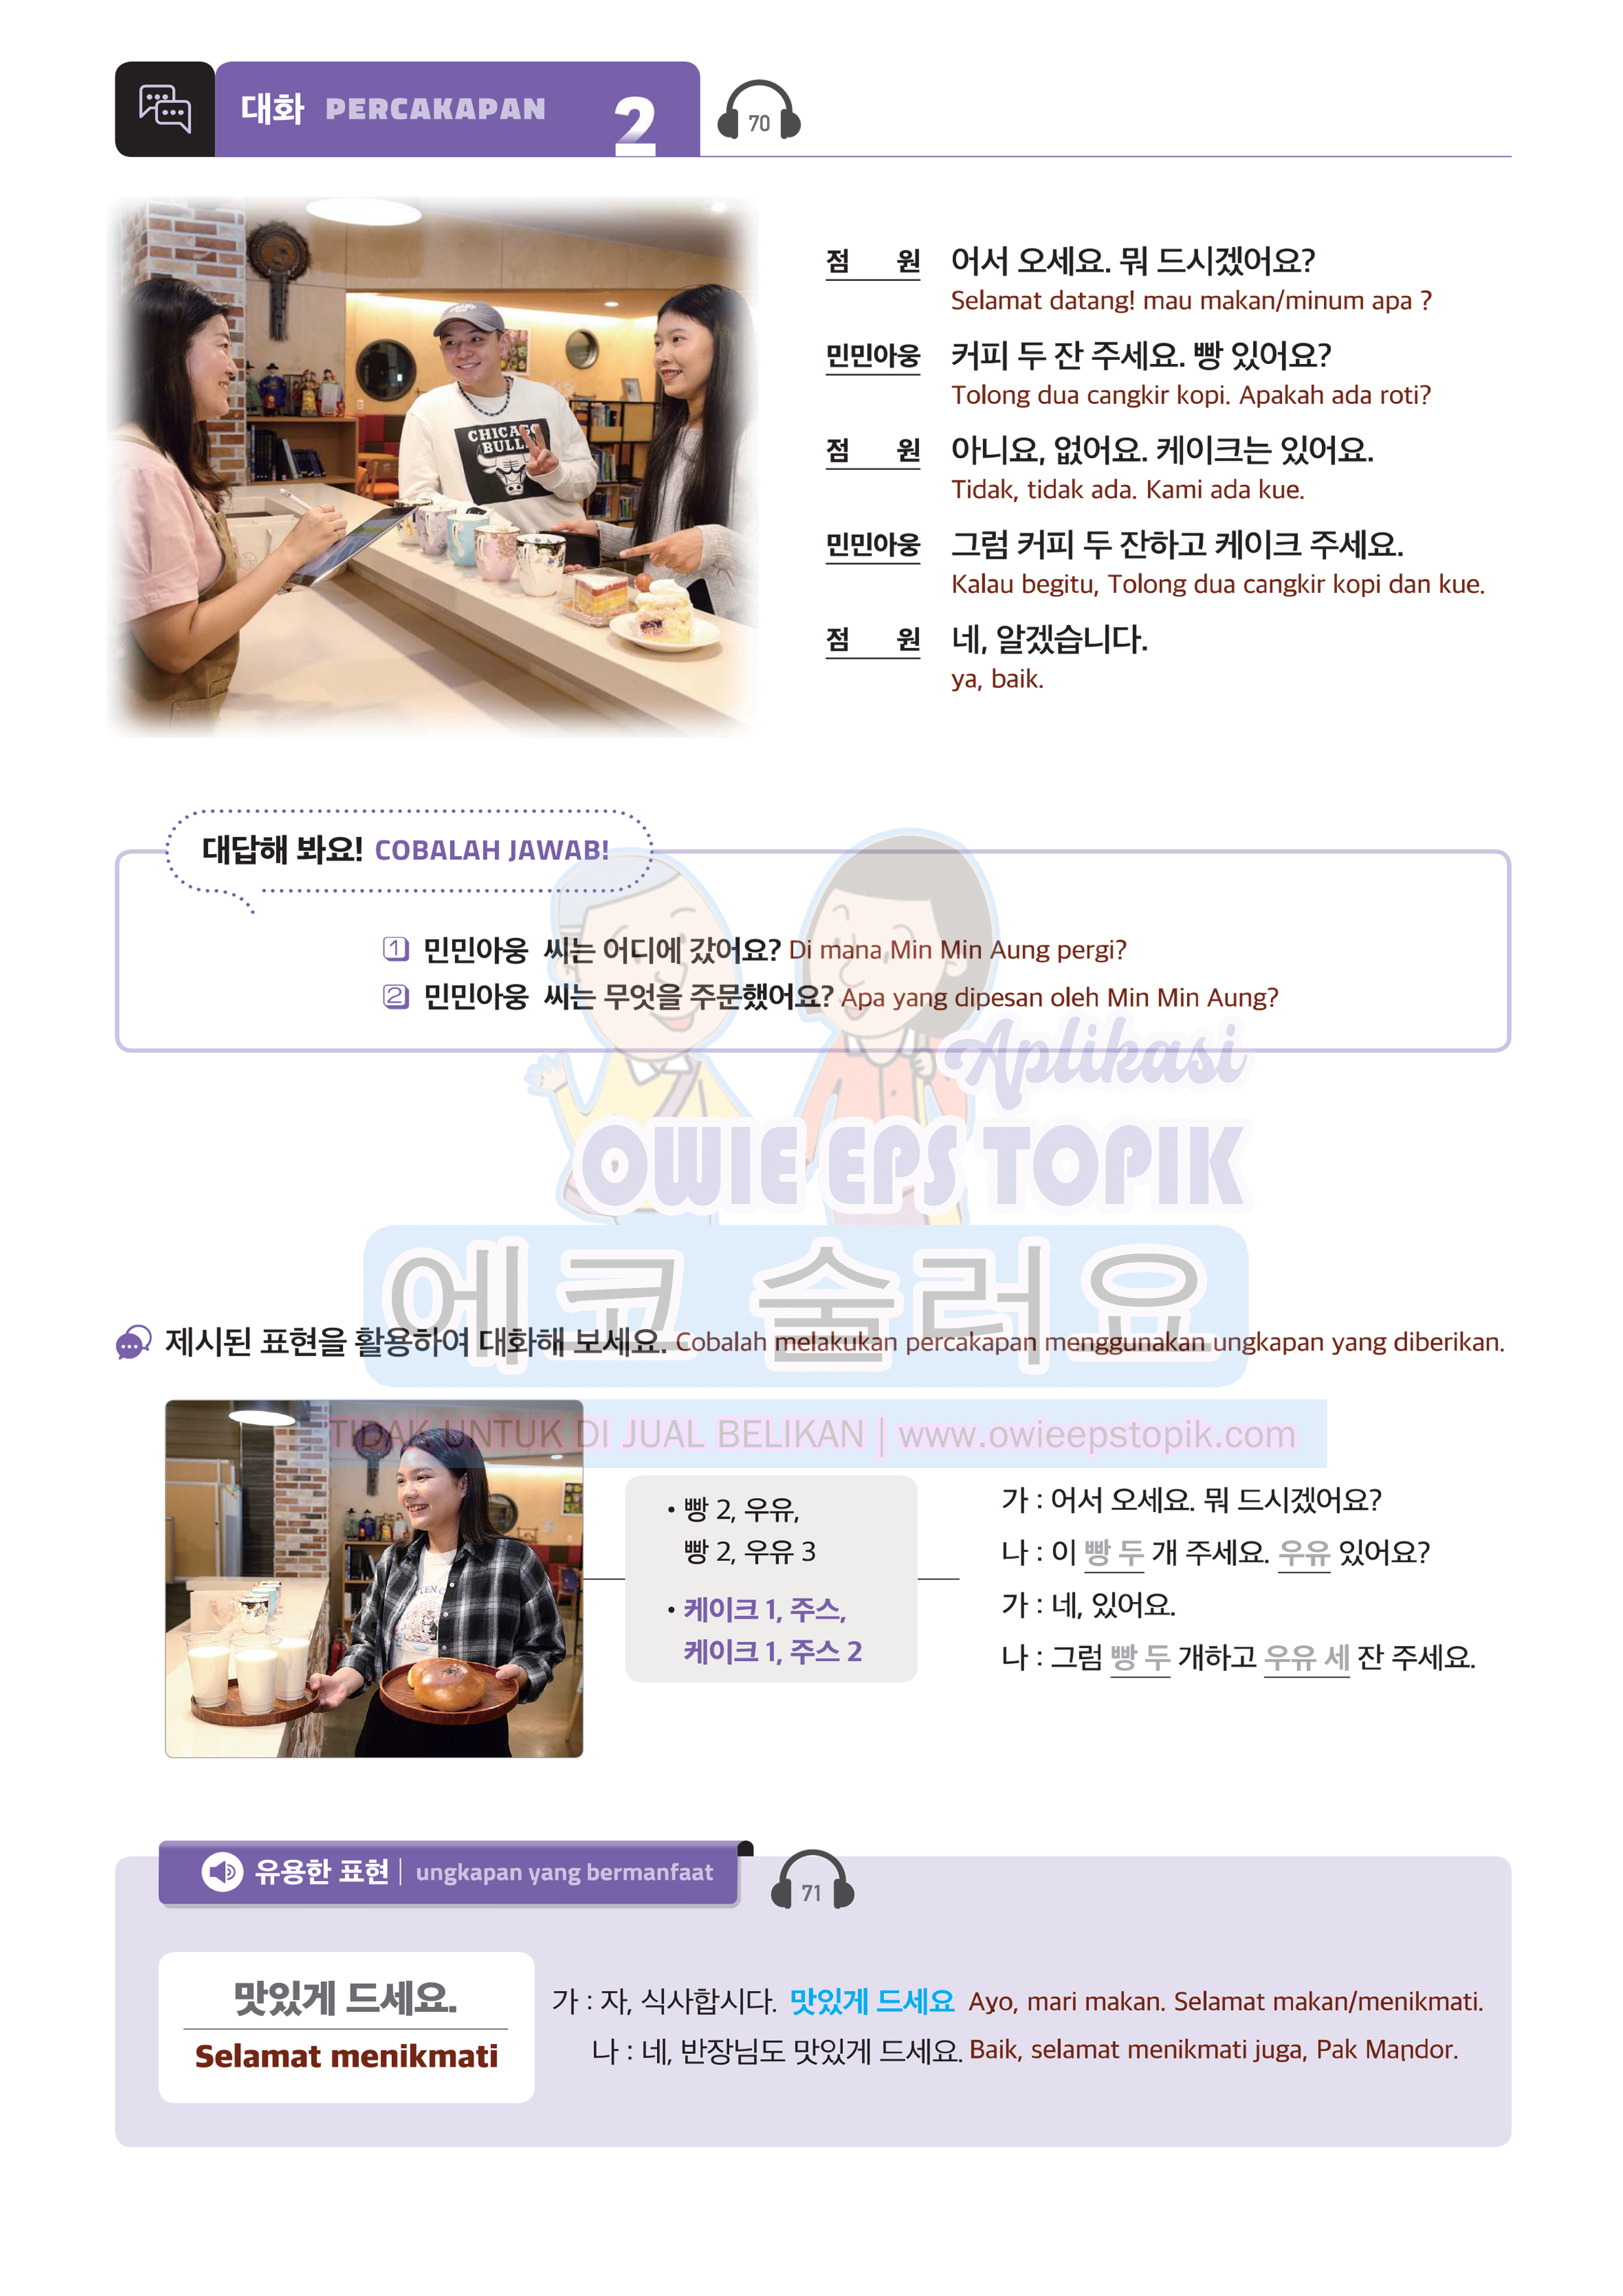 대화 PERCAKAPAN 2 70
점 원 어서 오세요. 뭐 드시겠어요?
Selamat datang! mau makan/minum apa ?
민민아웅 커피 두 잔 주세요. 빵 있어요?
Tolong dua cangkir kopi. Apakah ada roti?
점 원 아니요, 없어요. 케이크는 있어요.
Tidak, tidak ada. Kami ada kue.
민민아웅 그럼 커피 두 잔하고 케이크 주세요.
Kalau begitu, Tolong dua cangkir kopi dan kue.
점 원 네, 알겠습니다.
ya, baik.
CHICAGO
BULL
대답해 봐요! COBALAH JAWAB!
1 민민아웅 씨는 어디에 갔어요? Di mana Min Min Aung pergi?
2 민민아웅 씨는 무엇을 주문했어요? Apa yang dipesan oleh Min Min Aung?
Aplikasi
OWIE EPS TOPIK
에코 술러요
제시된 표현을 활용하여 대화해 보세요. Cobalah melakukan percakapan menggunakan ungkapan yang diberikan.
TIDAK UNTUK DI JUAL BELIKAN | www.owieepstopik.com
• 빵 2, 우유,
빵 2, 우유 3
• 케이크 1, 주스,
케이크 1, 주스 2
가 : 어서 오세요. 뭐 드시겠어요?
나 : 이 빵 두 개 주세요. 우유 있어요?
가 : 네, 있어요.
나 : 그럼 빵 두 개하고 우유 세 잔 주세요.
유용한 표현 | ungkapan yang bermanfaat 71
맛있게 드세요.
Selamat menikmati
가 : 자, 식사합시다. 맛있게 드세요 Ayo, mari makan. Selamat makan/menikmati.
나 : 네, 반장님도 맛있게 드세요. Baik, selamat menikmati juga, Pak Mandor.